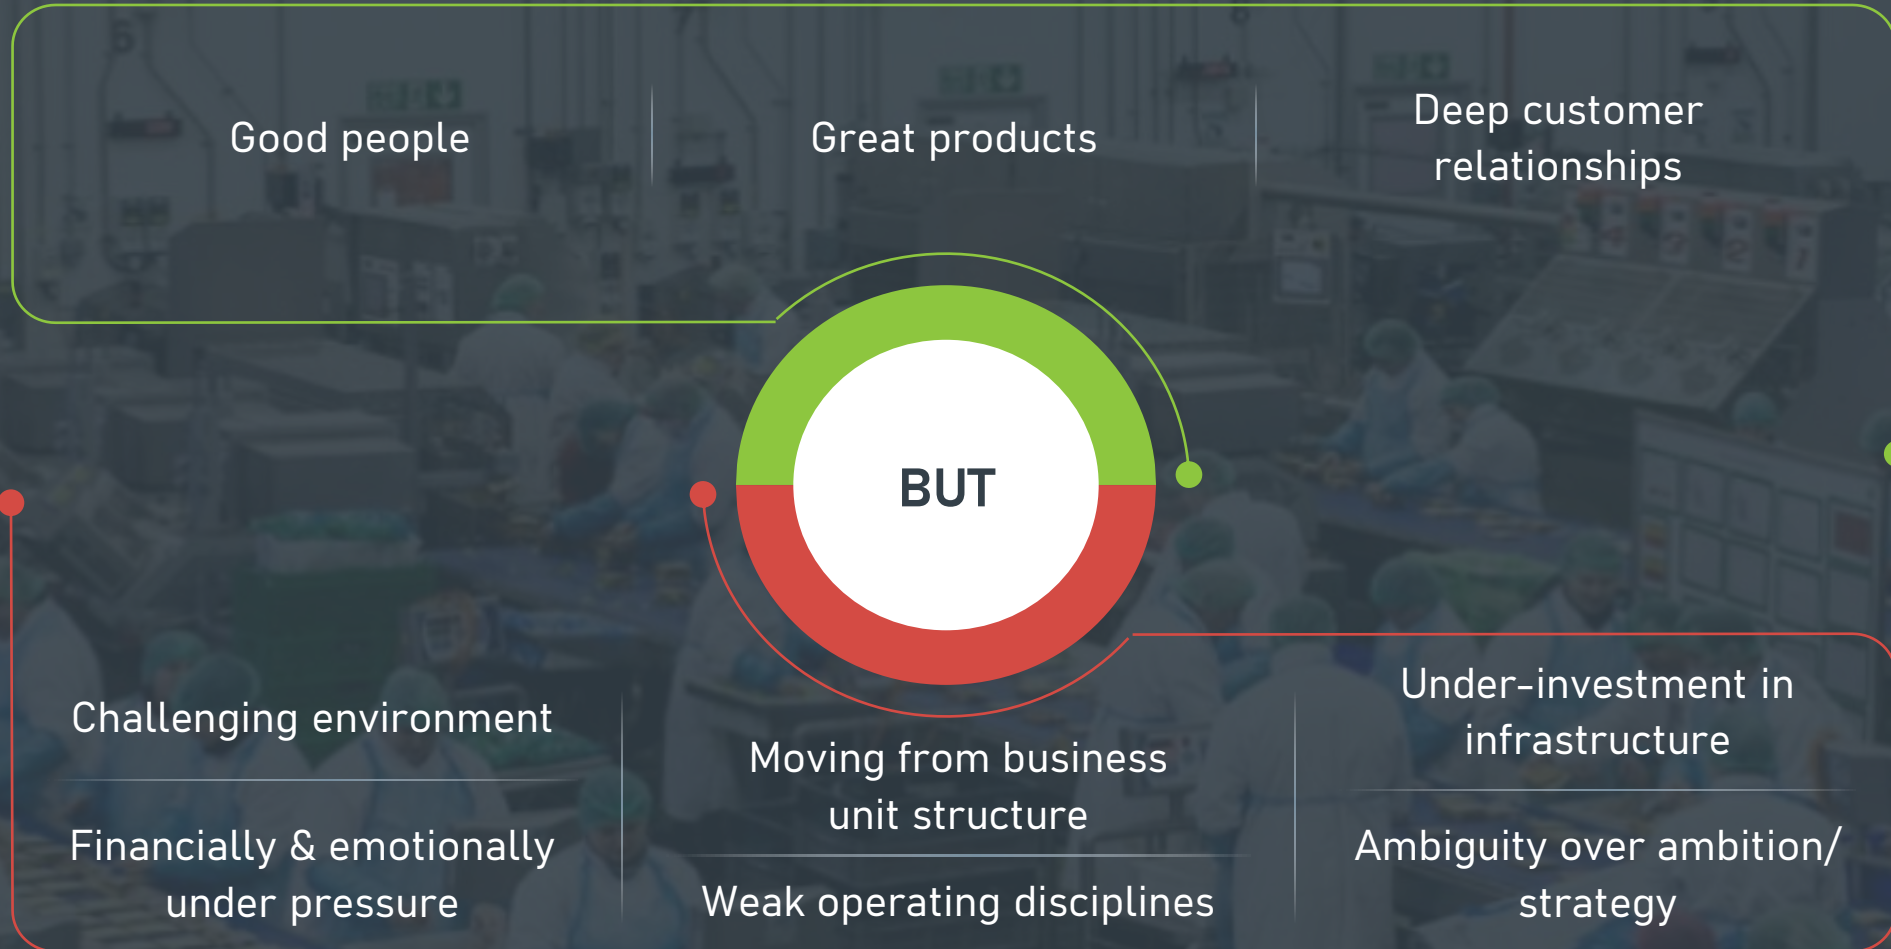 Good people
Great products
Deep customer
relationships
BUT
Challenging environment
Financially & emotionally
under pressure
Moving from business
unit structure
Weak operating disciplines
Under-investment in
infrastructure
Ambiguity over ambition/
strategy